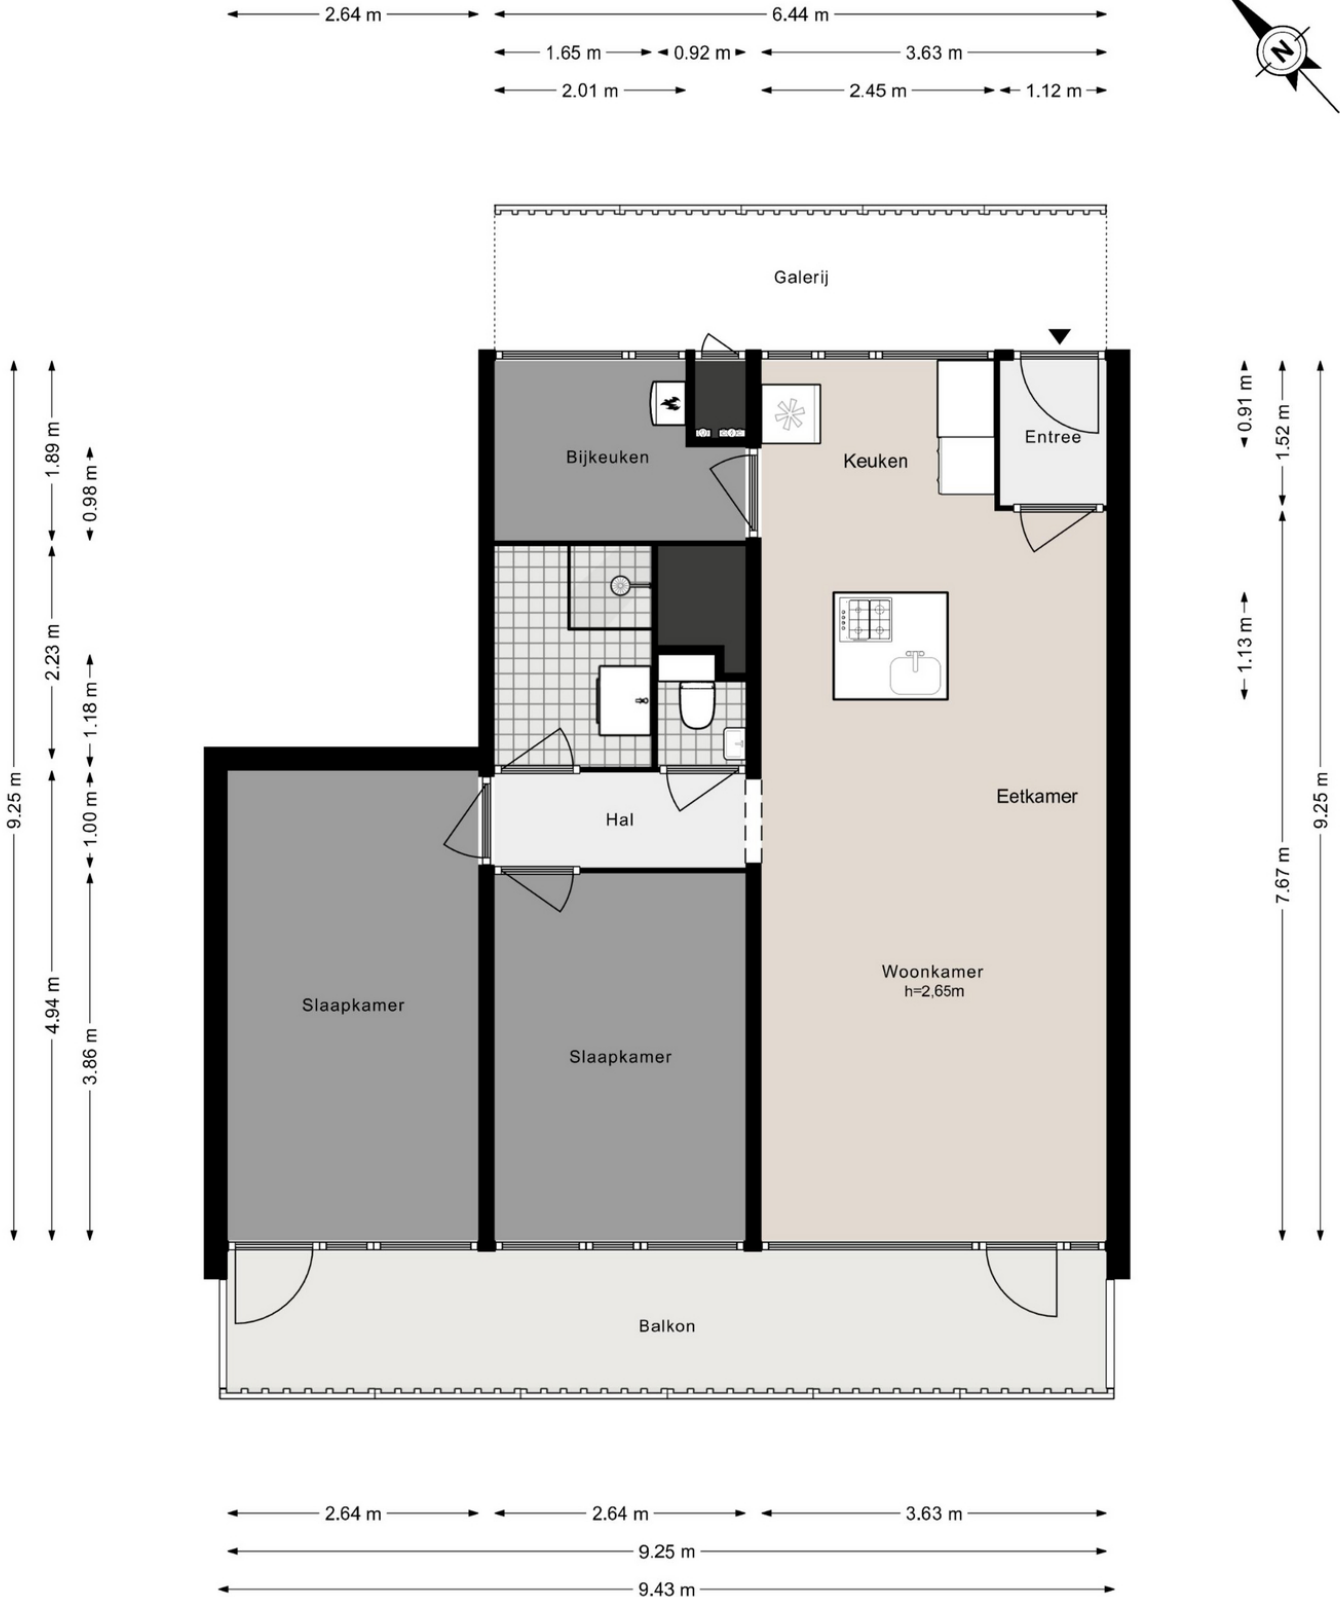 2.64 m
6.44 m
1.65 m
0.92 m
3.63 m
2.01 m
2.45 m
1.12 m
N
Galerij
Bijkeuken
Keuken
Entree
Hal
Eetkamer
Woonkamer
h=2,65m
Slaapkamer
Slaapkamer
Balkon
9.25 m
1.89 m
2.23 m
4.94 m
0.98 m
1.18 m
1.00 m
3.86 m
0.91 m
1.13 m
1.52 m
7.67 m
9.25 m
2.64 m
2.64 m
3.63 m
9.25 m
9.43 m